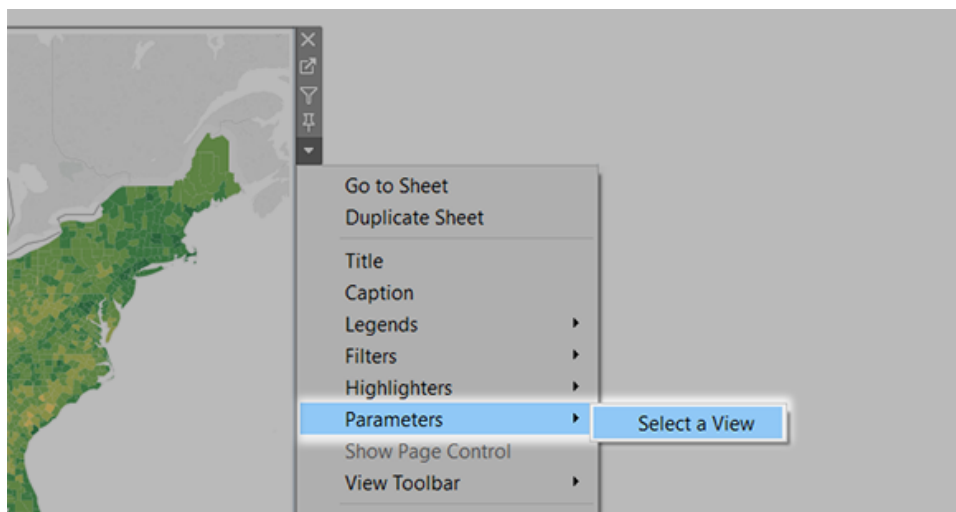 Go to Sheet
Duplicate Sheet
Title
Caption
Legends
Filters
Highlighters
Parameters
Select a View
Show Page Control
View Toolbar